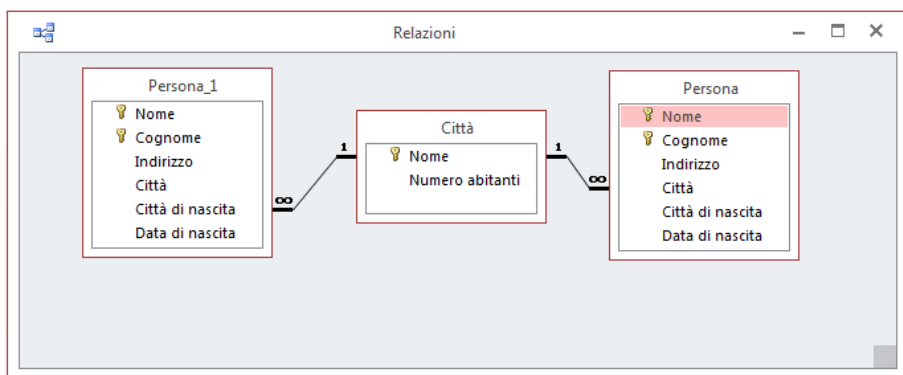 Relazioni
Persona_1
Nome
Cognome
Indirizzo
Città
Città di nascita
Data di nascita
∞
1
Città
Nome
Numero abitanti
1
∞
Persona
Nome
Cognome
Indirizzo
Città
Città di nascita
Data di nascita